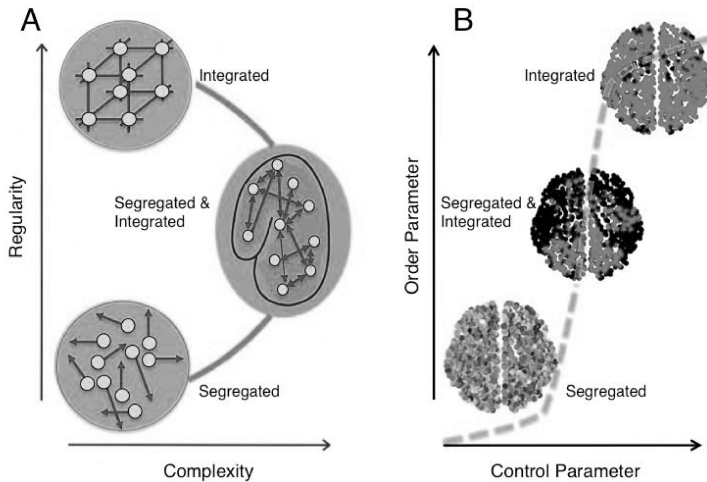 A
Integrated
Segregated &
Integrated
Segregated
Regularity
Complexity
B
Integrated
Segregated &
Integrated
Segregated
Order Parameter
Control Parameter